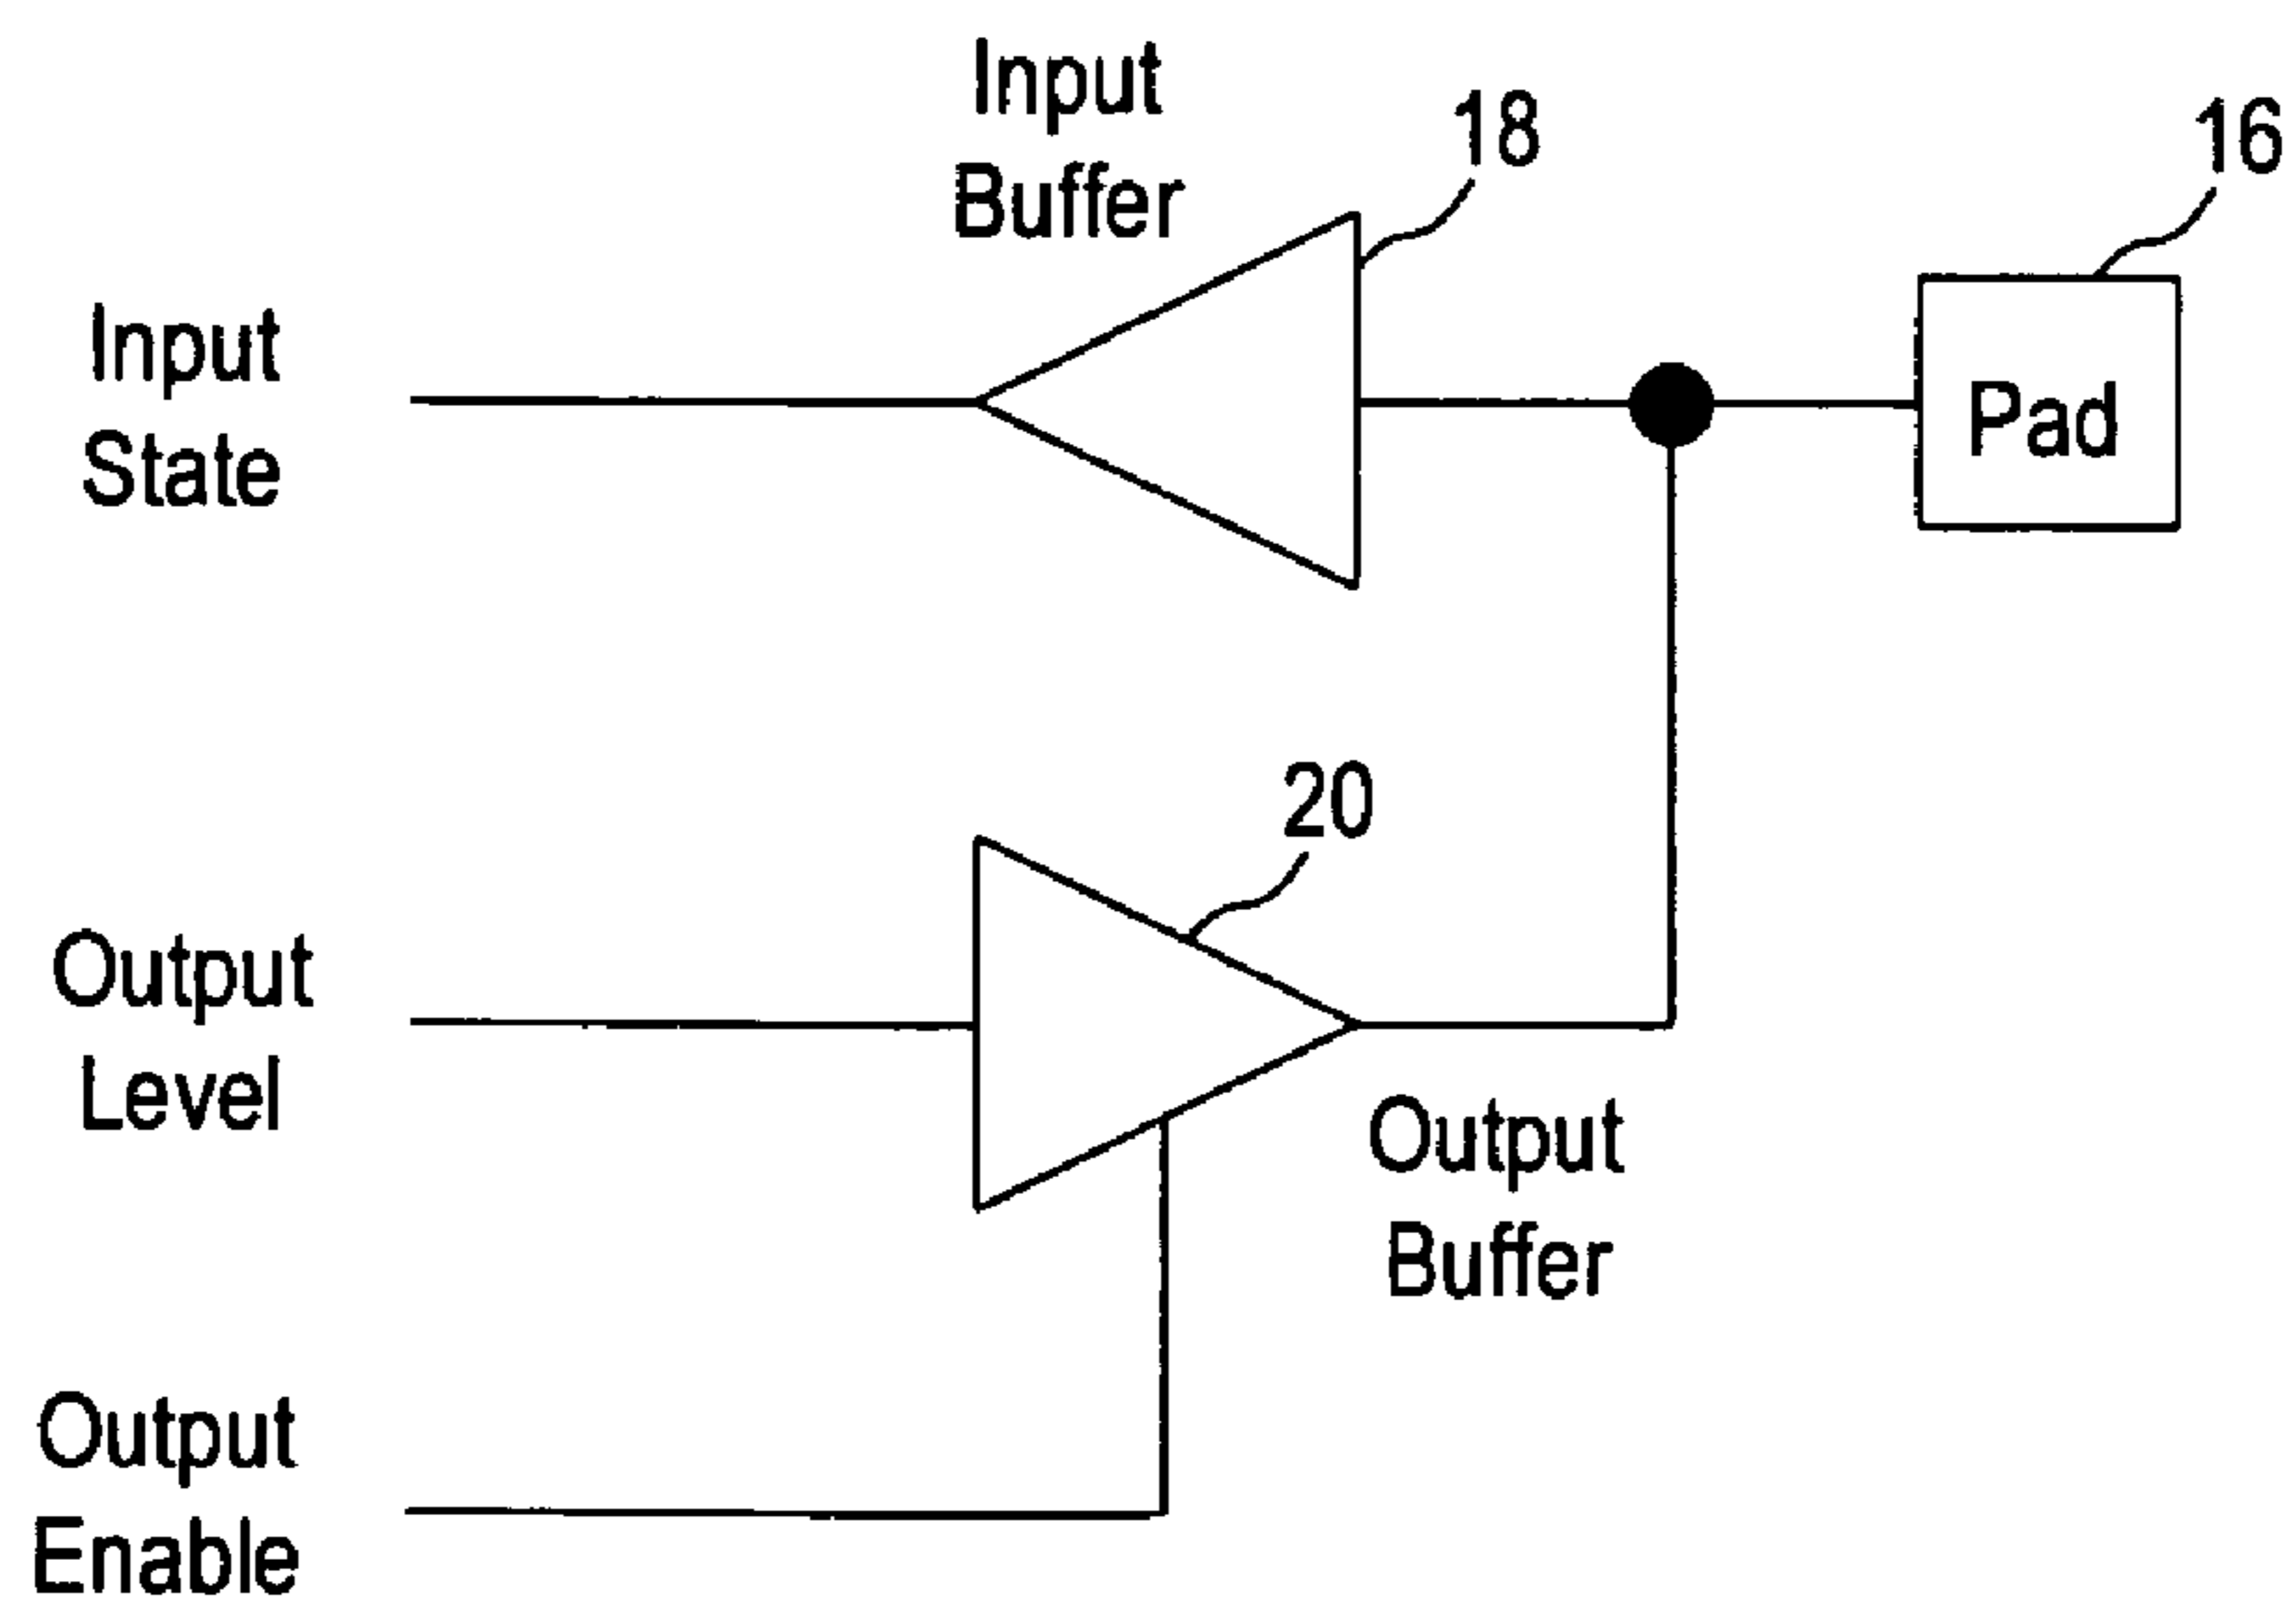 Input
Buffer
18
16
Input
State
Pad
20
Output
Level
Output
Buffer
Output
Enable